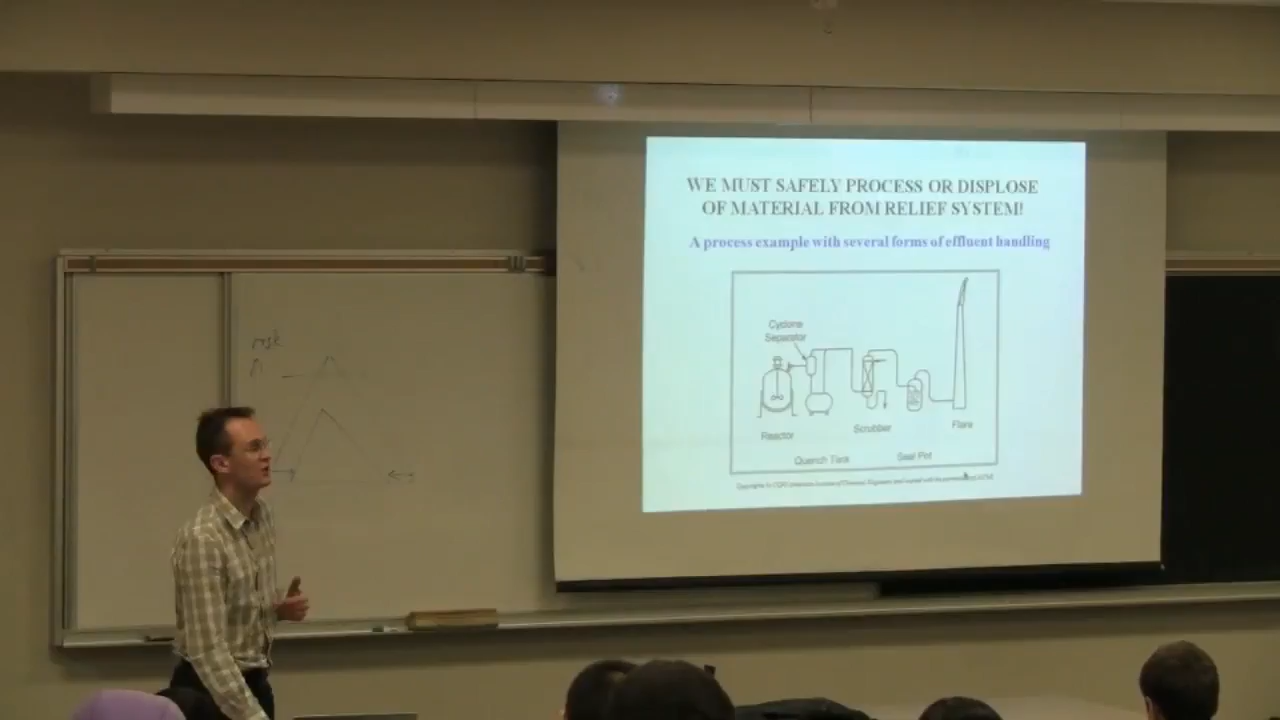 risk
WE MUST SAFELY PROCESS OR DISPLOSE
OF MATERIAL FROM RELIEF SYSTEM!
A process example with several forms of effluent handling
Cyclone
Separator
Reactor
Scrubber
Flare
Quench Tank
Seal Pot